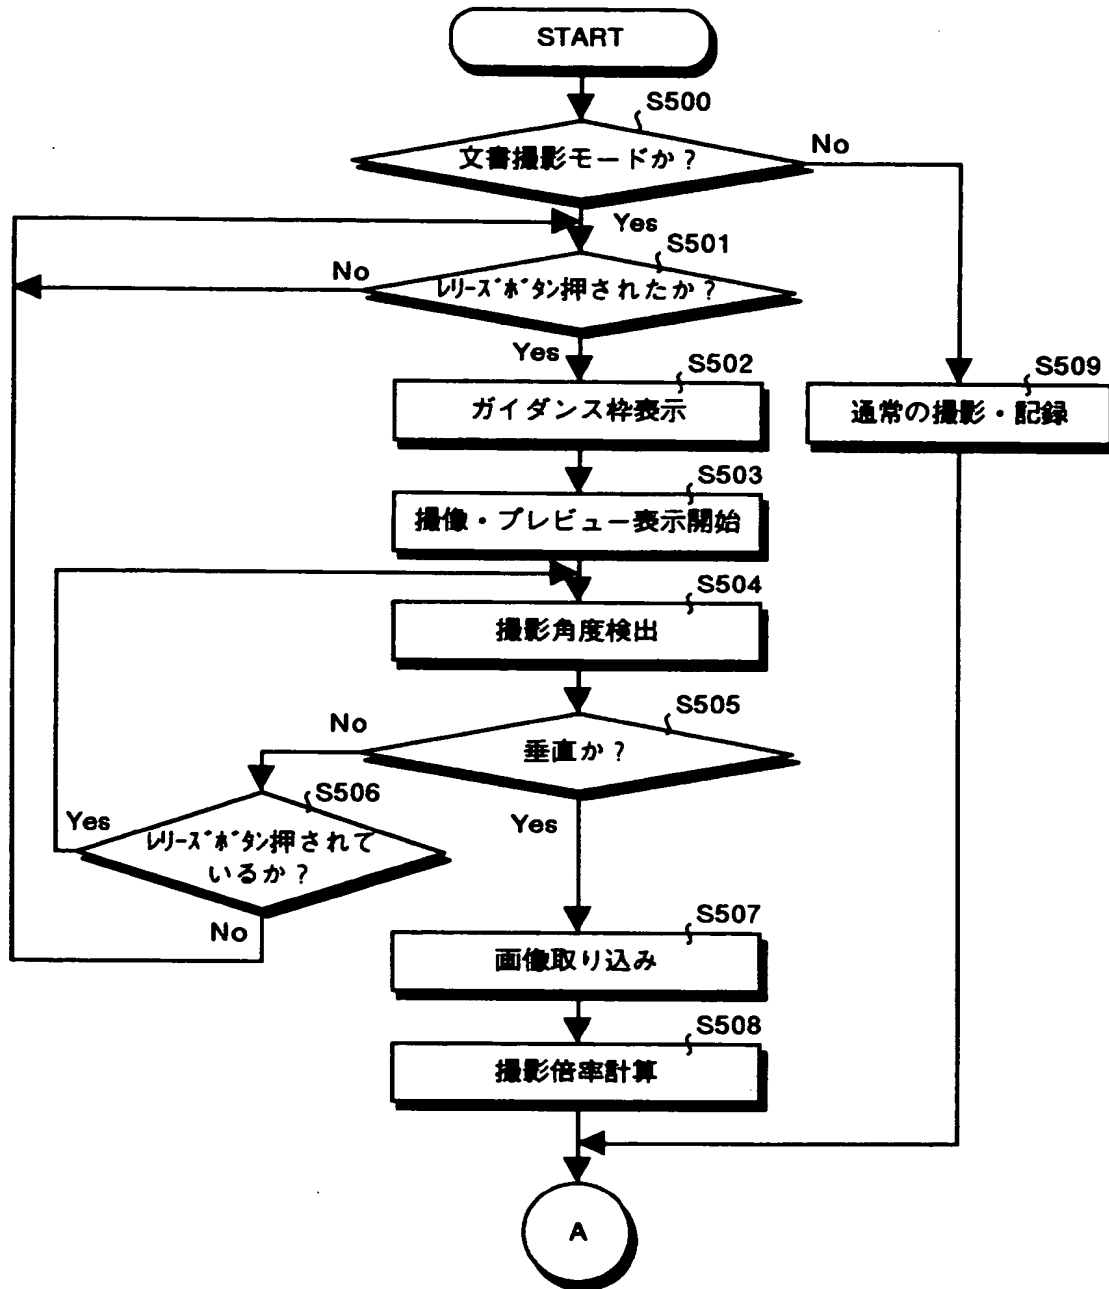 START
S500
文書撮影モードか?
No
Yes
S501
No
レリーズボタン押されたか?
Yes
S502
S509
ガイダンス枠表示
通常の撮影・記録
S503
撮像・プレビュー表示開始
S504
撮影角度検出
S505
No
垂直か?
S506
Yes
Yes
レリーズボタン押されて
いるか?
No
S507
画像取り込み
S508
撮影倍率計算
A